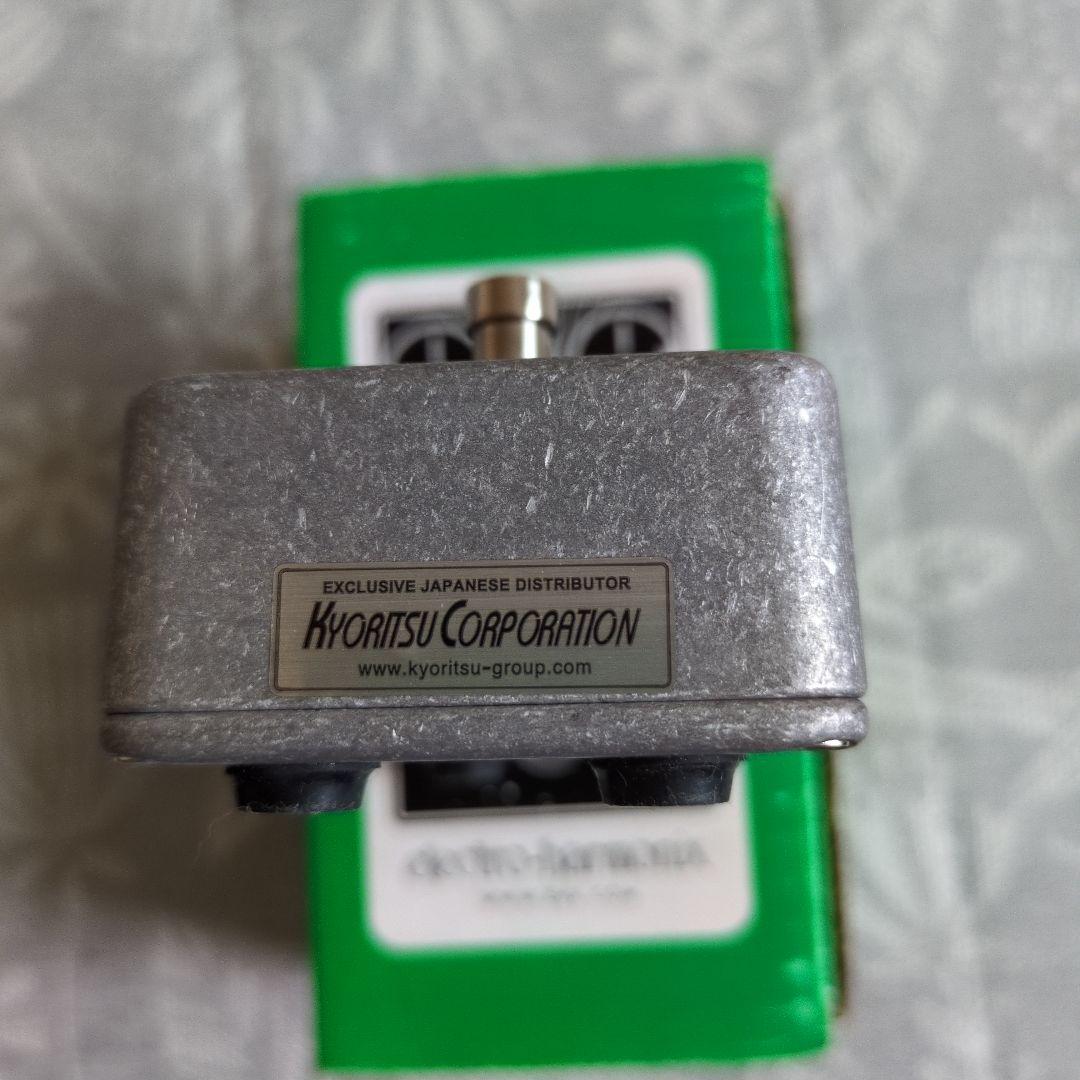 EXCLUSIVE JAPANESE DISTRIBUTOR
KYORITSU CORPORATION
www.kyoritsu-group.com
electro-harmonix